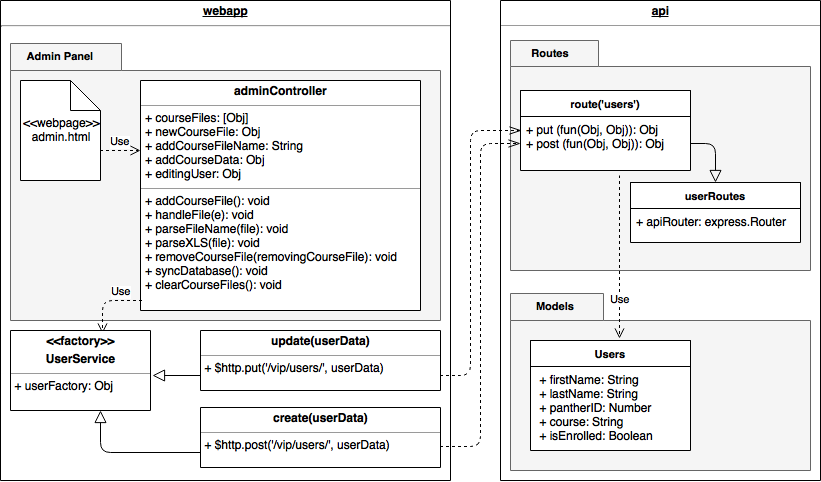 webapp
Admin Panel
<<webpage>>
admin.html
Use
adminController
+ courseFiles: [Obj]
+ newCourseFile: Obj
+ addCourseFileName: String
+ addCourseData: Obj
+ editingUser: Obj
+ addCourseFile(): void
+ handleFile(e): void
+ parseFileName(file): void
+ parseXLS(file): void
+ removeCourseFile(removingCourseFile): void
+ syncDatabase(): void
+ clearCourseFiles(): void
Use
<<factory>>
UserService
+ userFactory: Obj
update(userData)
+ $http.put('/vip/users/', userData)
create(userData)
+ $http.post('/vip/users/', userData)
api
Routes
route('users')
+ put (fun(Obj, Obj)): Obj
+ post (fun(Obj, Obj)): Obj
userRoutes
+ apiRouter: express.Router
Use
Models
Users
+ firstName: String
+ lastName: String
+ pantherID: Number
+ course: String
+ isEnrolled: Boolean